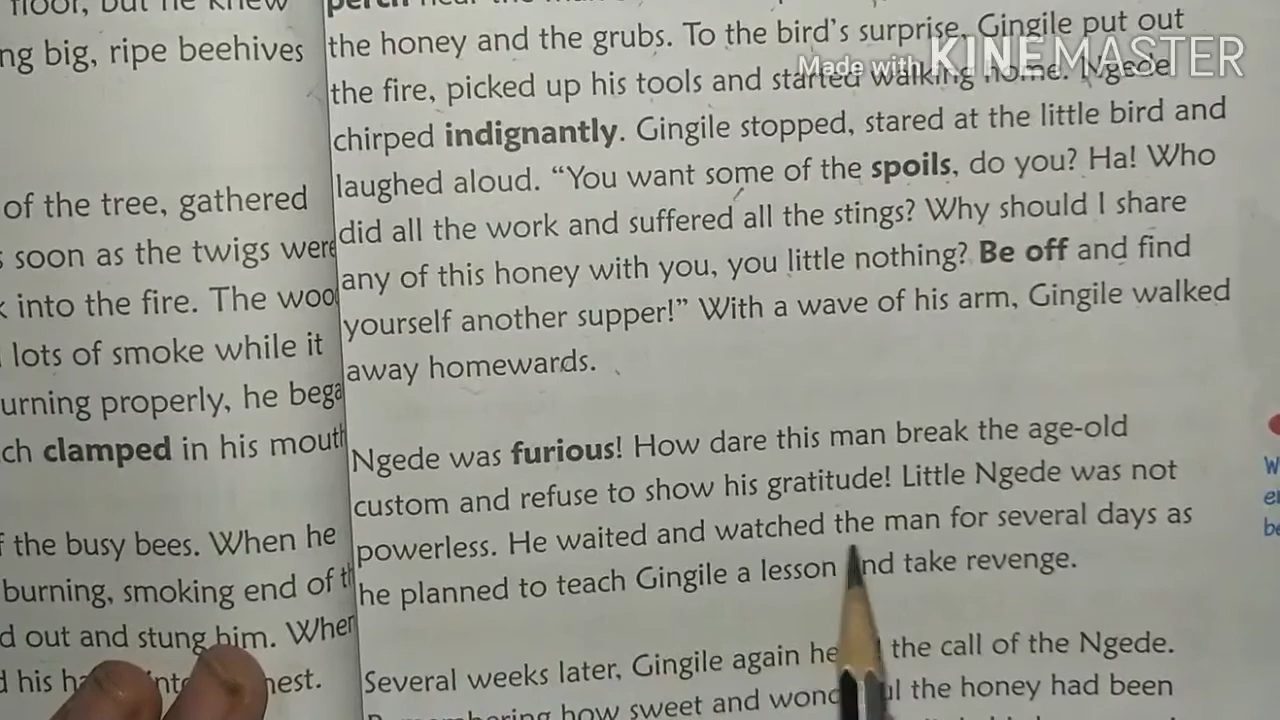 floor, but he knew
ng big, ripe beehives
of the tree, gathered
s soon as the twigs were
k into the fire. The woo
lots of smoke while it
urning properly, he bega
ch clamped in his mouth
f the busy bees. When he
burning, smoking end of th
d out and stung him. When
d his nest.
perch near the
the honey and the grubs. To the bird's surprise, Gingile put out
the fire, picked up his tools and started walking home. Ngede
chirped indignantly. Gingile stopped, stared at the little bird and
laughed aloud. "You want some of the spoils, do you? Ha! Who
did all the work and suffered all the stings? Why should I share
any of this honey with you, you little nothing? Be off and find
yourself another supper!" With a wave of his arm, Gingile walked
away homewards.
Ngede was furious! How dare this man break the age-old
custom and refuse to show his gratitude! Little Ngede was not
powerless. He waited and watched the man for several days as
he planned to teach Gingile a lesson and take revenge.
Several weeks later, Gingile again the call of the Ngede.
how sweet and the honey had been
Made with KINEMASTER
W
be